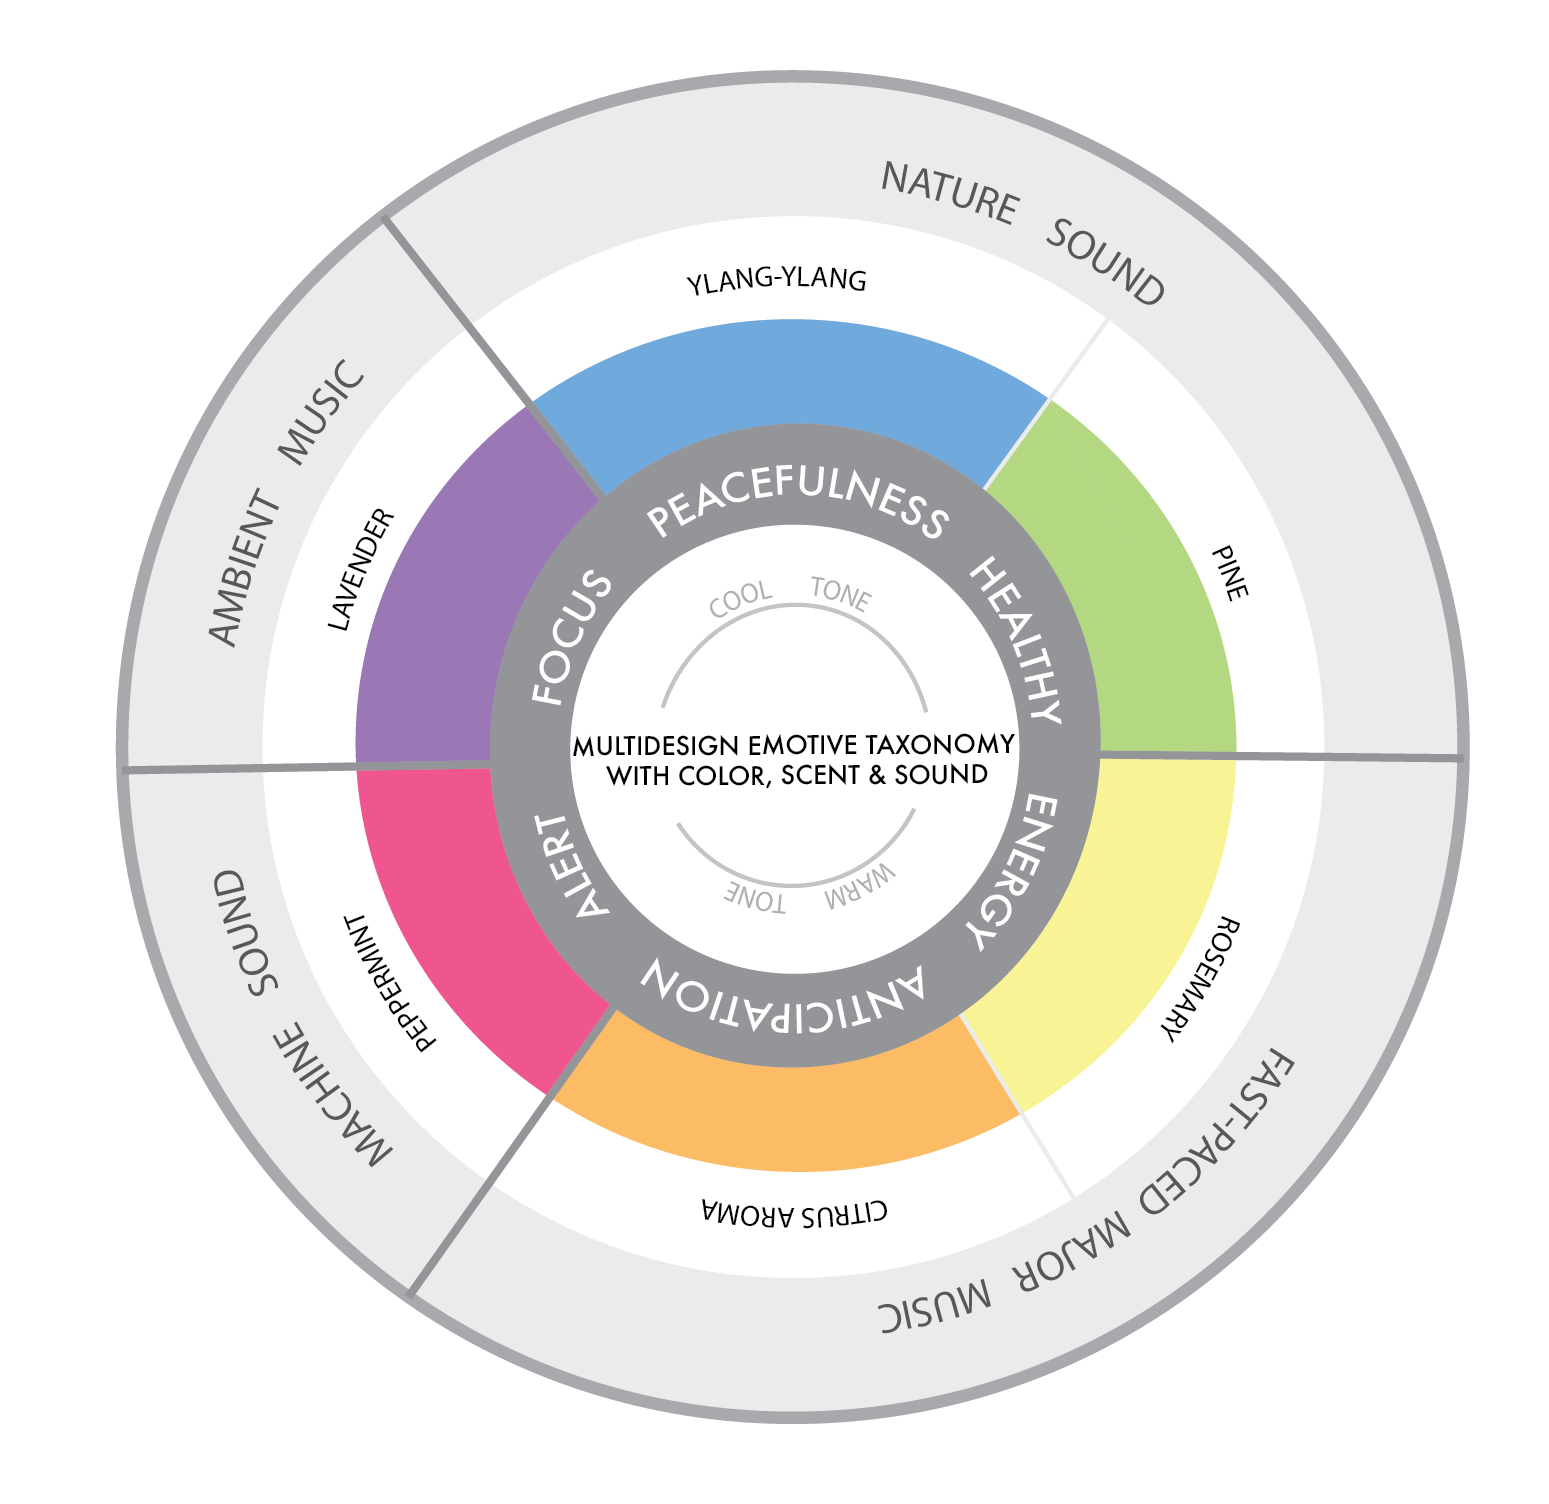 NATURE SOUND
YLANG-YLANG
AMBIENT MUSIC
LAVENDER
PINE
PEACEFULNESS
HEALTHY
FOCUS
COOL TONE
MULTIDESIGN EMOTIVE TAXONOMY
WITH COLOR, SCENT & SOUND
WARM TONE
ENERGY
ANTICIPATION
ALERT
ROSEMARY
CITRUS AROMA
PEPPERMINT
FAST-PACED MAJOR MUSIC
MACHINE SOUND